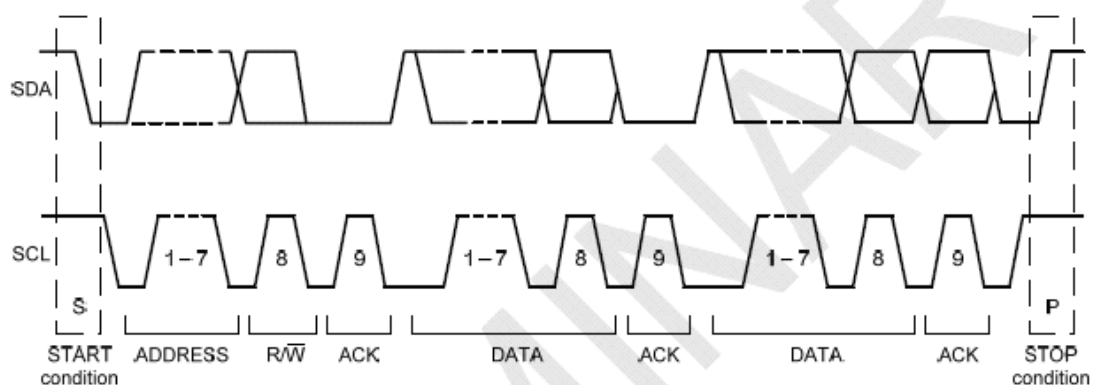 SDA
SCL
1–7 8 9 1–7 8 9 1–7 8 9
S P
START condition ADDRESS R/W̅ ACK DATA ACK DATA ACK STOP condition